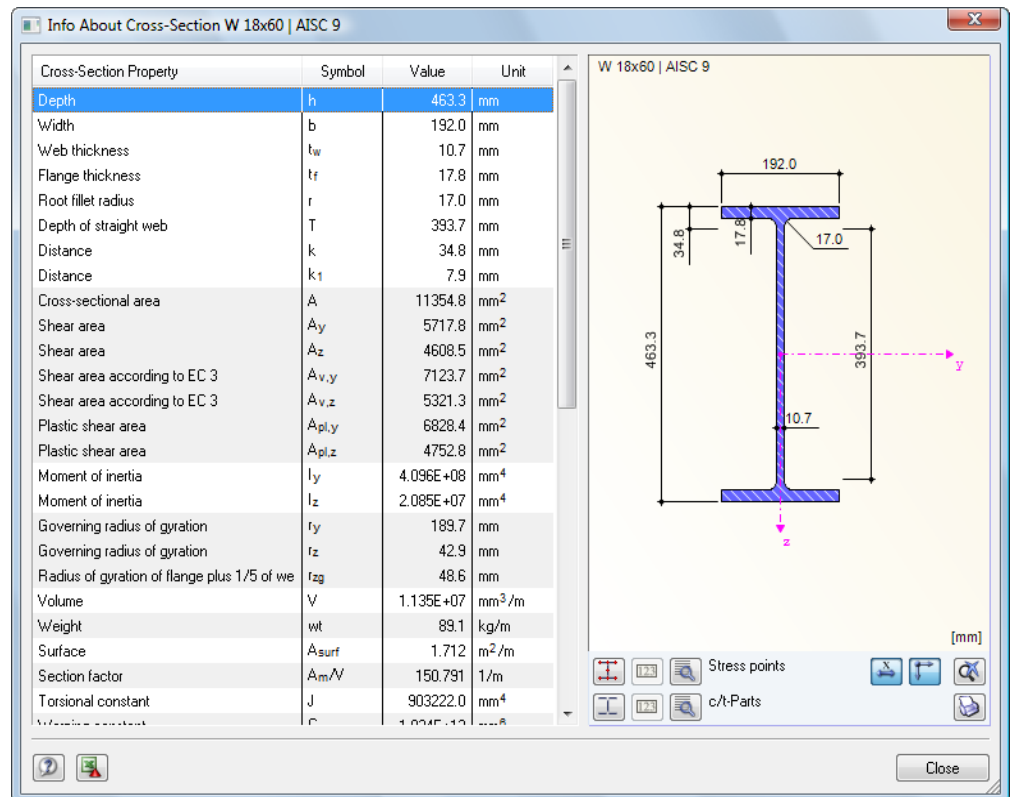 Info About Cross-Section W 18x60 | AISC 9
Cross-Section Property Symbol Value Unit
Depth h 463.3 mm
Width b 192.0 mm
Web thickness tw 10.7 mm
Flange thickness tf 17.8 mm
Root fillet radius r 17.0 mm
Depth of straight web T 393.7 mm
Distance k 34.8 mm
Distance k1 7.9 mm
Cross-sectional area A 11354.8 mm2
Shear area Ay 5717.8 mm2
Shear area Az 4608.5 mm2
Shear area according to EC 3 Av,y 7123.7 mm2
Shear area according to EC 3 Av,z 5321.3 mm2
Plastic shear area Apl,y 6828.4 mm2
Plastic shear area Apl,z 4752.8 mm2
Moment of inertia Iy 4.096E+08 mm4
Moment of inertia Iz 2.085E+07 mm4
Governing radius of gyration ry 189.7 mm
Governing radius of gyration rz 42.9 mm
Radius of gyration of flange plus 1/5 of we rzg 48.6 mm
Volume V 1.135E+07 mm3/m
Weight wt 89.1 kg/m
Surface Asurf 1.712 m2/m
Section factor Am/V 150.791 1/m
Torsional constant J 903222.0 mm4
W 18x60 | AISC 9
192.0
34.8
17.8
17.0
463.3
393.7
y
10.7
z
[mm]
123
Stress points
x
123
c/t-Parts
?
Close